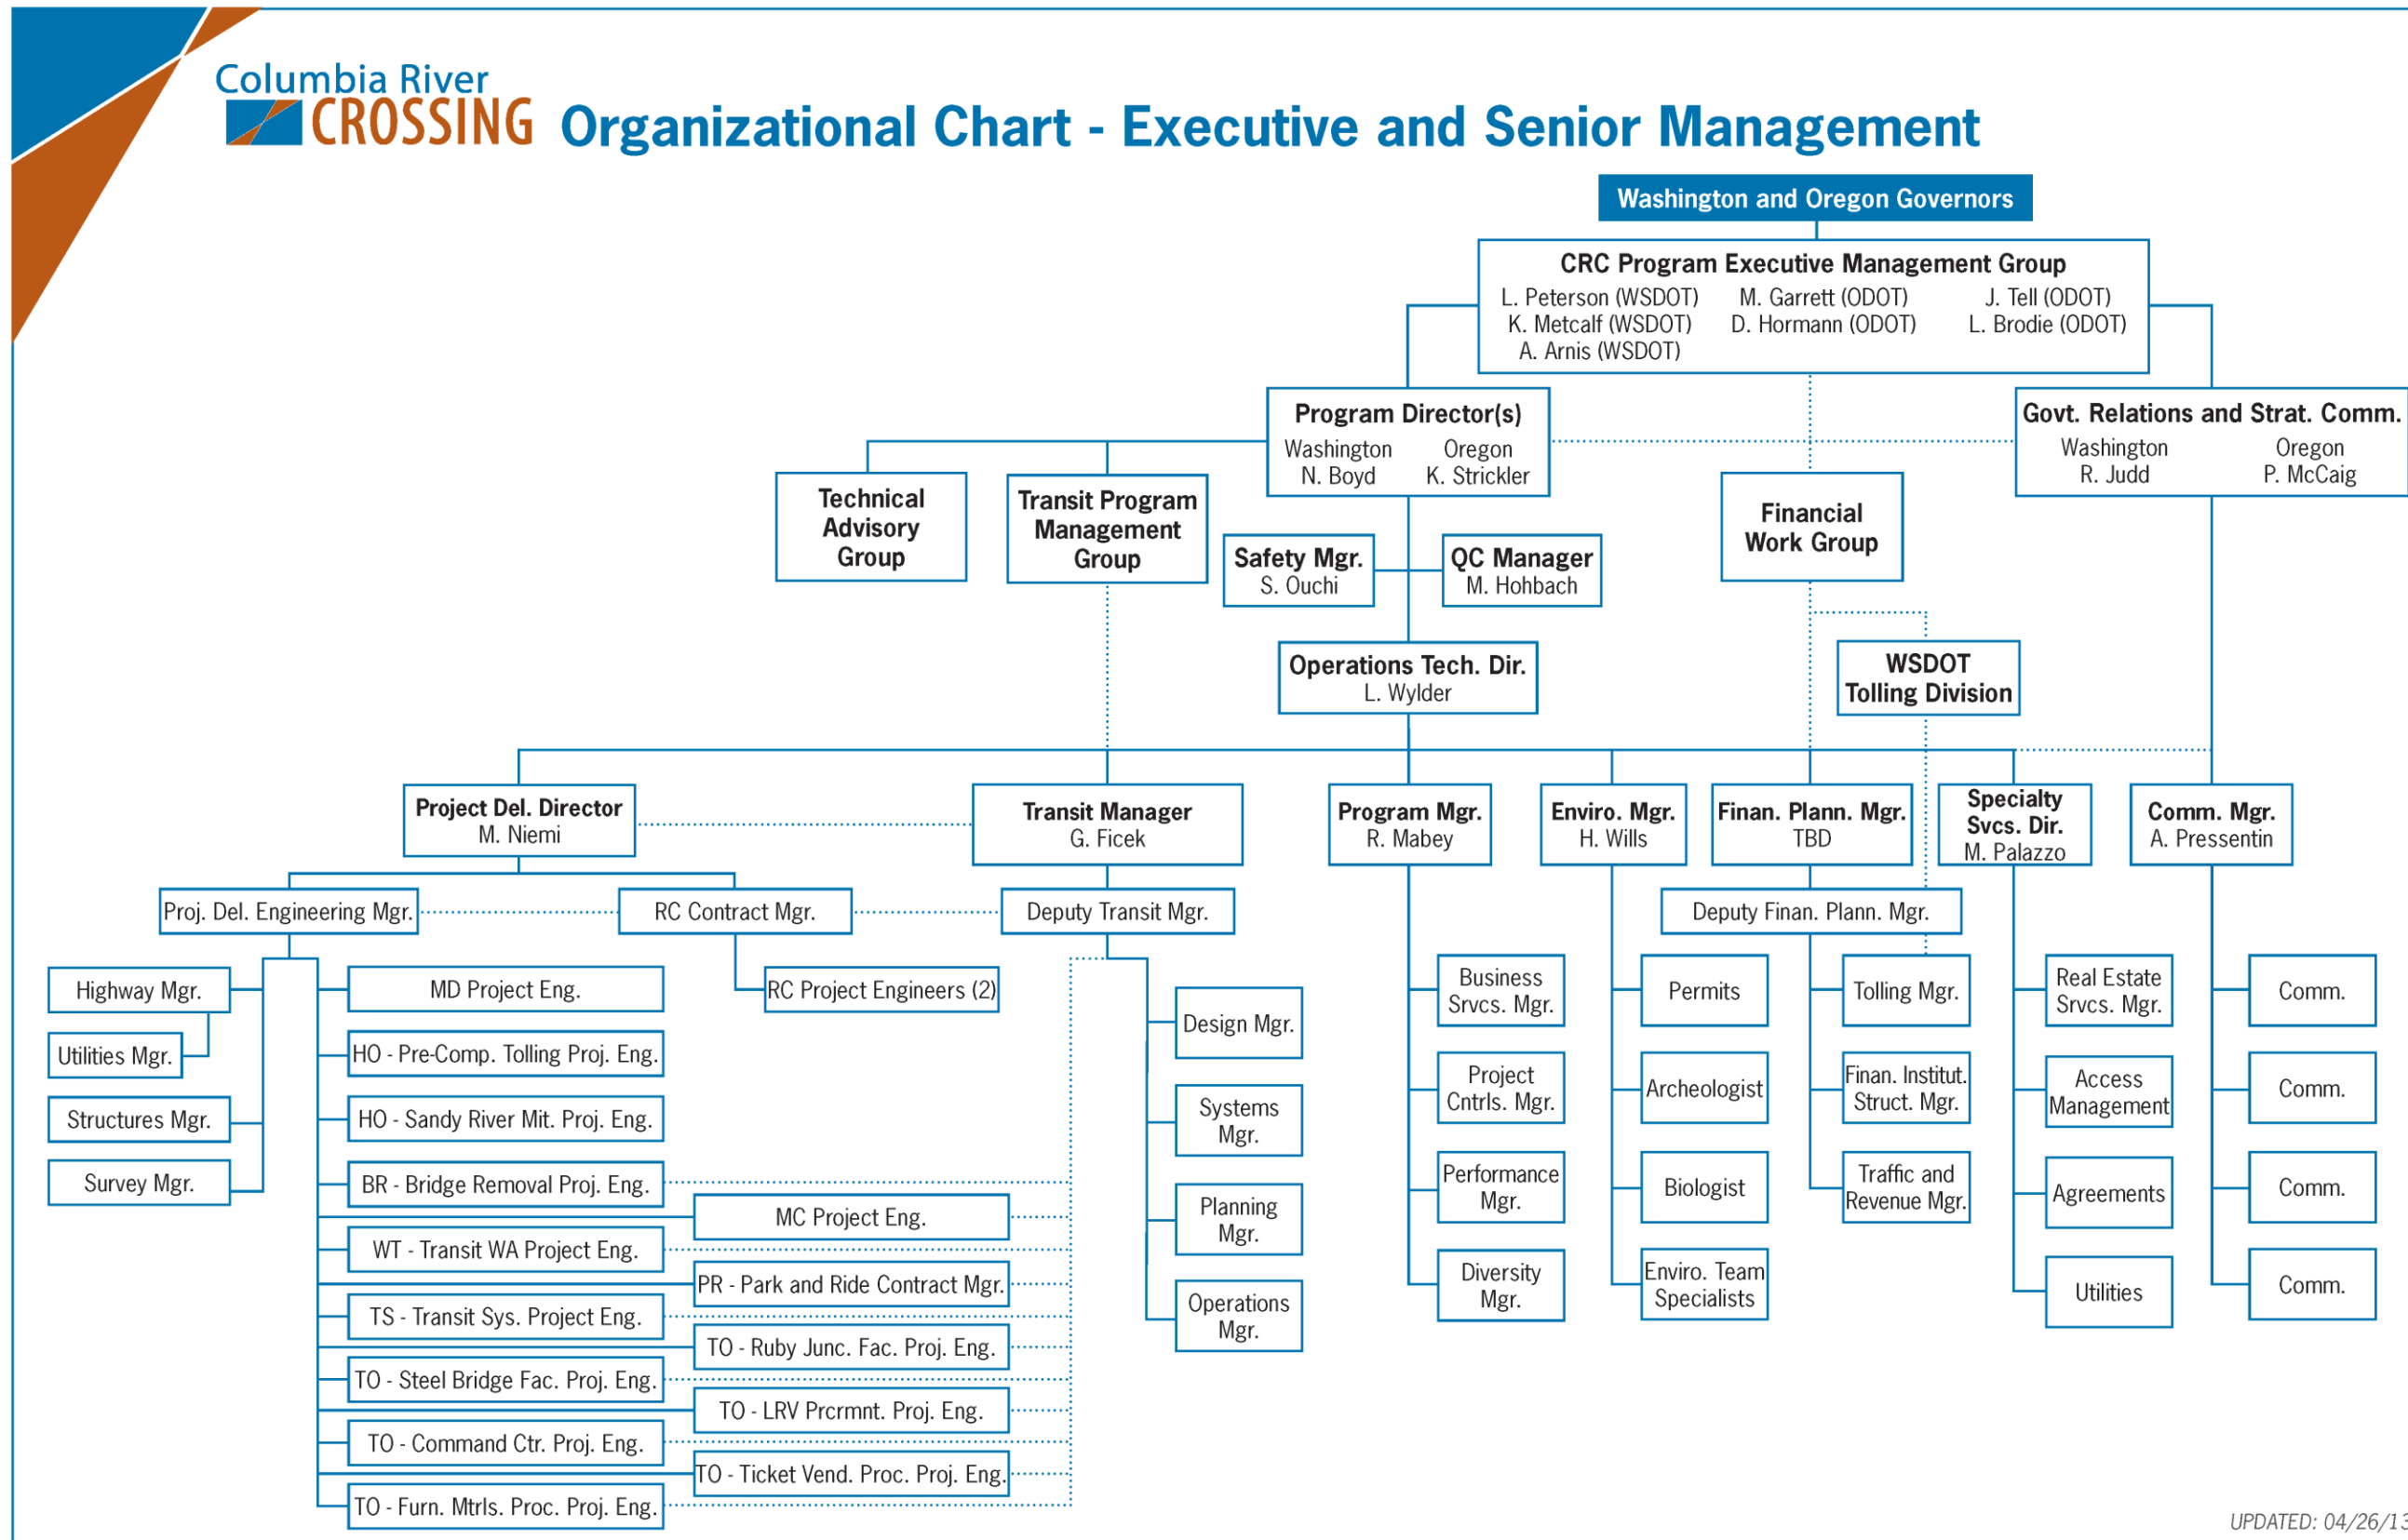 Columbia River
CROSSING
Organizational Chart - Executive and Senior Management
Washington and Oregon Governors
CRC Program Executive Management Group
L. Peterson (WSDOT) M. Garrett (ODOT) J. Tell (ODOT)
K. Metcalf (WSDOT) D. Hormann (ODOT) L. Brodie (ODOT)
A. Arnis (WSDOT)
Program Director(s)
Washington Oregon
N. Boyd K. Strickler
Govt. Relations and Strat. Comm.
Washington Oregon
R. Judd P. McCaig
Technical
Advisory
Group
Transit Program
Management
Group
Financial
Work Group
Safety Mgr.
S. Ouchi
QC Manager
M. Hohbach
Operations Tech. Dir.
L. Wylder
WSDOT
Tolling Division
Project Del. Director
M. Niemi
Transit Manager
G. Ficek
Program Mgr.
R. Mabey
Enviro. Mgr.
H. Wills
Finan. Plann. Mgr.
TBD
Specialty
Svcs. Dir.
M. Palazzo
Comm. Mgr.
A. Pressentin
Proj. Del. Engineering Mgr.
RC Contract Mgr.
Deputy Transit Mgr.
Deputy Finan. Plann. Mgr.
Highway Mgr.
Utilities Mgr.
Structures Mgr.
Survey Mgr.
MD Project Eng.
HO - Pre-Comp. Tolling Proj. Eng.
HO - Sandy River Mit. Proj. Eng.
BR - Bridge Removal Proj. Eng.
MC Project Eng.
WT - Transit WA Project Eng.
PR - Park and Ride Contract Mgr.
TS - Transit Sys. Project Eng.
TO - Ruby Junc. Fac. Proj. Eng.
TO - Steel Bridge Fac. Proj. Eng.
TO - LRV Prcrmnt. Proj. Eng.
TO - Command Ctr. Proj. Eng.
TO - Ticket Vend. Proc. Proj. Eng.
TO - Furn. Mtrls. Proc. Proj. Eng.
RC Project Engineers (2)
Design Mgr.
Systems
Mgr.
Planning
Mgr.
Operations
Mgr.
Business
Srvcs. Mgr.
Project
Cntrls. Mgr.
Performance
Mgr.
Diversity
Mgr.
Permits
Archeologist
Biologist
Enviro. Team
Specialists
Tolling Mgr.
Finan. Institut.
Struct. Mgr.
Traffic and
Revenue Mgr.
Real Estate
Srvcs. Mgr.
Access
Management
Agreements
Utilities
Comm.
Comm.
Comm.
Comm.
UPDATED: